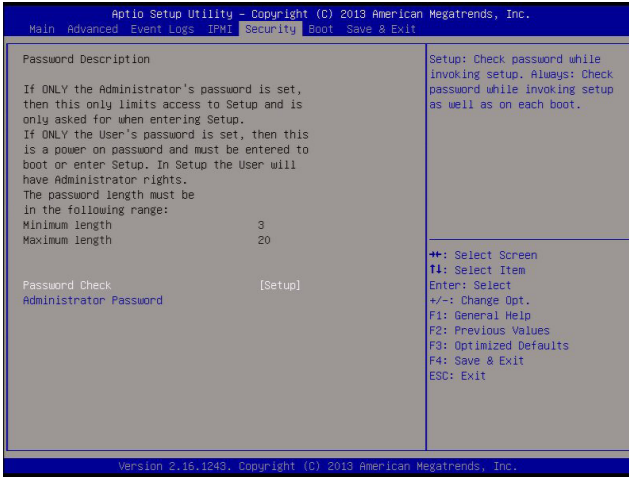 Aptio Setup Utility – Copyright (C) 2013 American Megatrends, Inc.
Main Advanced Event Logs IPMI Security Boot Save & Exit
Password Description
If ONLY the Administrator's password is set,
then this only limits access to Setup and is
only asked for when entering Setup.
If ONLY the User's password is set, then this
is a power on password and must be entered to
boot or enter Setup. In Setup the User will
have Administrator rights.
The password length must be
in the following range:
Minimum length 3
Maximum length 20
Password Check [Setup]
Administrator Password
Setup: Check password while
invoking setup. Always: Check
password while invoking setup
as well as on each boot.
→←: Select Screen
↑↓: Select Item
Enter: Select
+/-: Change Opt.
F1: General Help
F2: Previous Values
F3: Optimized Defaults
F4: Save & Exit
ESC: Exit
Version 2.16.1243. Copyright (C) 2013 American Megatrends, Inc.